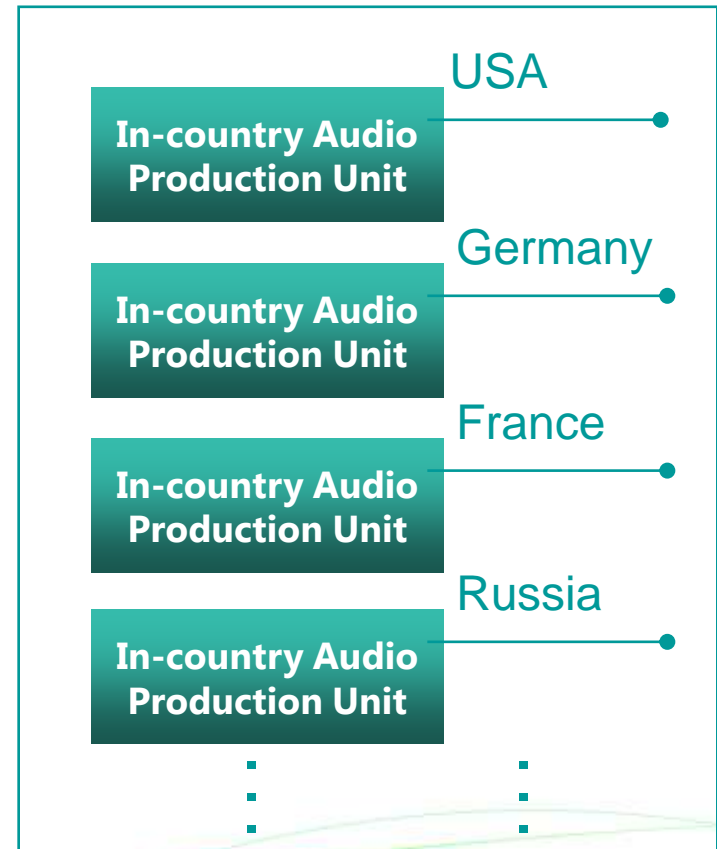 USA
In-country Audio
Production Unit
Germany
In-country Audio
Production Unit
France
In-country Audio
Production Unit
Russia
In-country Audio
Production Unit